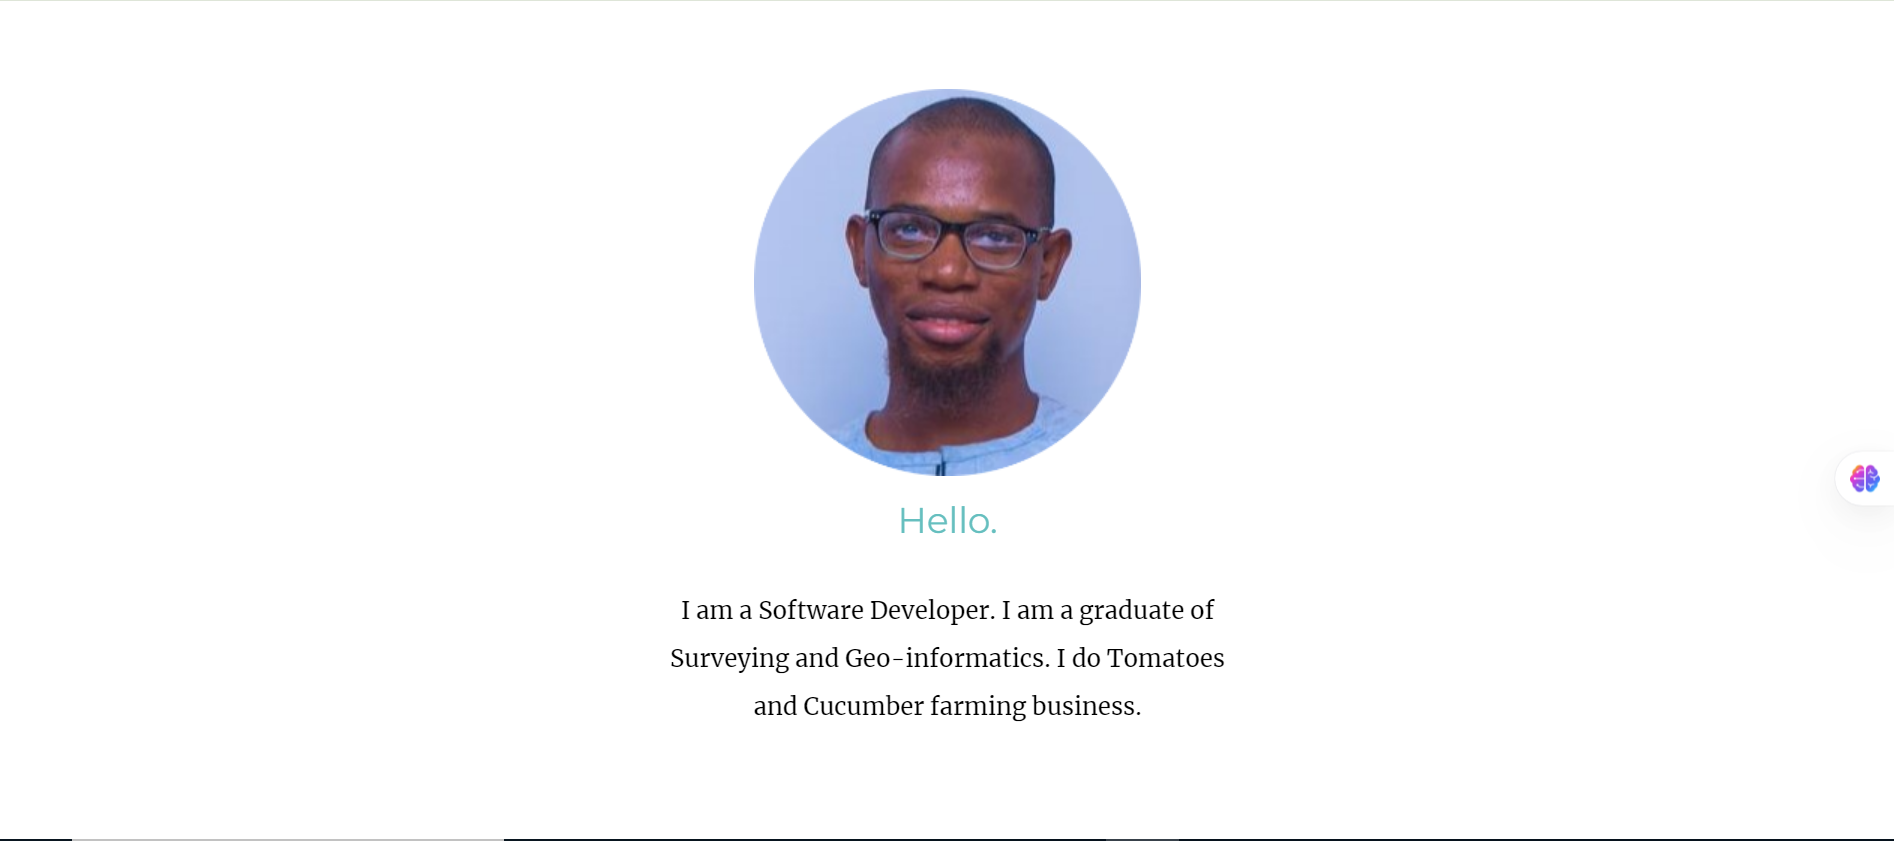 Hello.
I am a Software Developer. I am a graduate of
Surveying and Geo-informatics. I do Tomatoes
and Cucumber farming business.